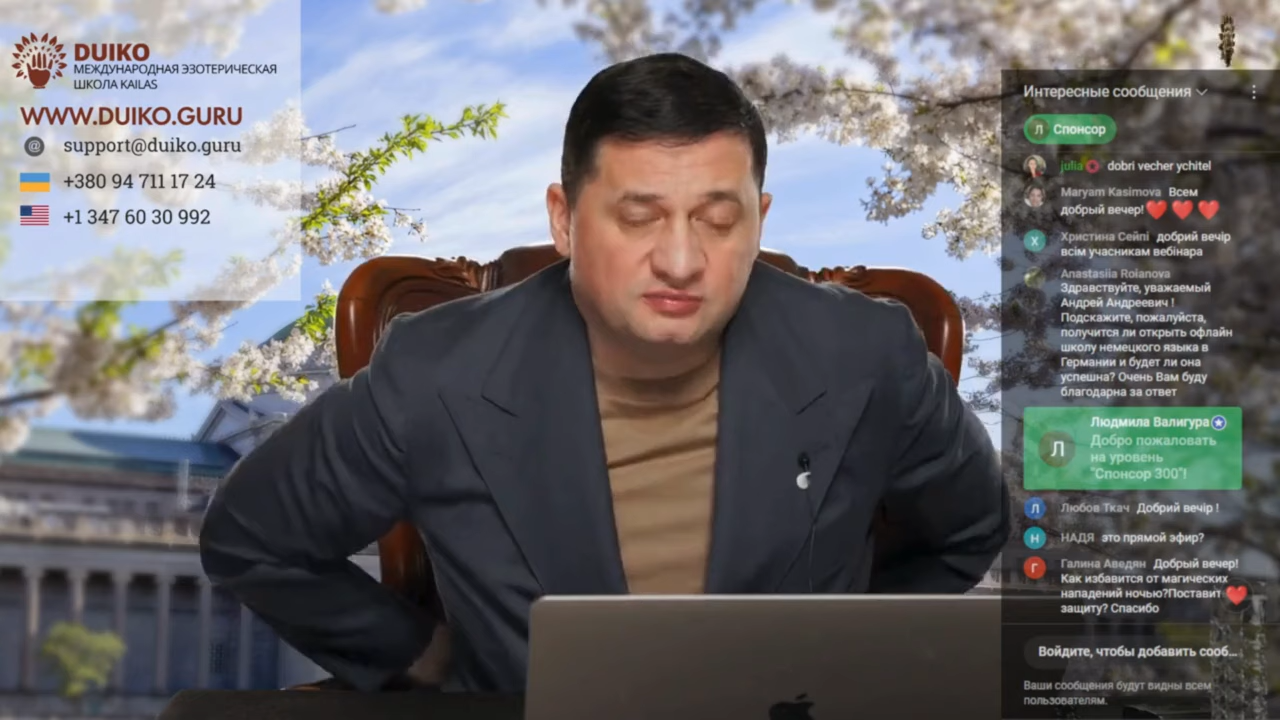 DUIKO
МЕЖДУНАРОДНАЯ ЭЗОТЕРИЧЕСКАЯ
ШКОЛА KAILAS
WWW.DUIKO.GURU
@ support@duiko.guru
+380 94 711 17 24
+1 347 60 30 992
Интересные сообщения
Л Спонсор
julia dobri vecher ychitel
Maryam Kasimova Всем
добрый вечер!
Х Христина Сейпі добрий вечір
всім учасникам вебінара
Anastasiia Roianova
Здравствуйте, уважаемый
Андрей Андреевич !
Подскажите, пожалуйста,
получится ли открыть офлайн
школу немецкого языка в
Германии и будет ли она
успешна? Очень Вам буду
благодарна за ответ
Людмила Валигура
Л Добро пожаловать
на уровень
"Спонсор 300"!
Л Любов Ткач Добрий вечір !
Н НАДЯ это прямой эфир?
Г Галина Аведян Добрый вечер!
Как избавится от магических
нападений ночью?Поставит
защиту? Спасибо
Войдите, чтобы добавить сооб...
Ваши сообщения будут видны всем
пользователям.